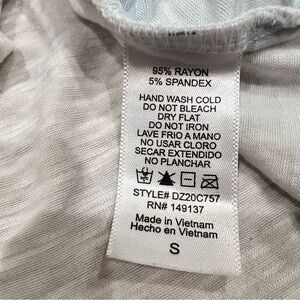 95% RAYON
5% SPANDEX
HAND WASH COLD
DO NOT BLEACH
DRY FLAT
DO NOT IRON
LAVE FRIO A MANO
NO USAR CLORO
SECAR EXTENDIDO
NO PLANCHAR
STYLE# DZ20C757
RN# 149137
Made in Vietnam
Hecho en Vietnam
S